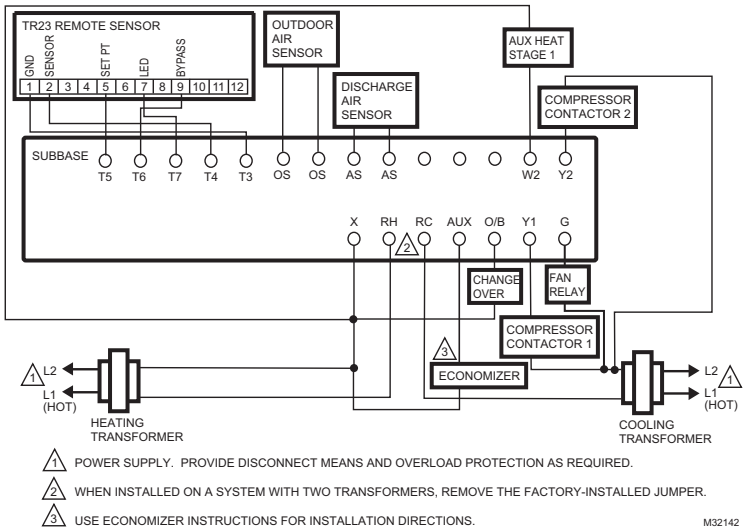 TR23 REMOTE SENSOR
GND
SENSOR
SET PT
LED
BYPASS
1 2 3 4 5 6 7 8 9 10 11 12
OUTDOOR
AIR
SENSOR
DISCHARGE
AIR
SENSOR
AUX HEAT
STAGE 1
COMPRESSOR
CONTACTOR 2
SUBBASE
T5 T6 T7 T4 T3 OS OS AS AS W2 Y2
X RH RC AUX O/B Y1 G
2
CHANGE
OVER
FAN
RELAY
COMPRESSOR
CONTACTOR 1
3
ECONOMIZER
1
L2
L1
(HOT)
HEATING
TRANSFORMER
L2
1
L1
(HOT)
COOLING
TRANSFORMER
1 POWER SUPPLY. PROVIDE DISCONNECT MEANS AND OVERLOAD PROTECTION AS REQUIRED.
2 WHEN INSTALLED ON A SYSTEM WITH TWO TRANSFORMERS, REMOVE THE FACTORY-INSTALLED JUMPER.
3 USE ECONOMIZER INSTRUCTIONS FOR INSTALLATION DIRECTIONS.
M32142